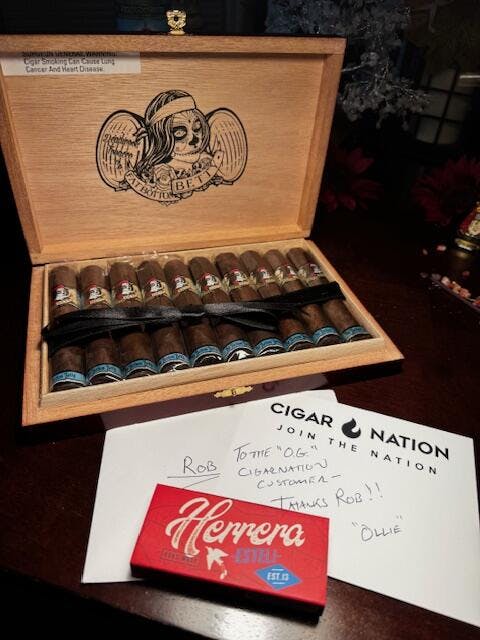 SURGEON GENERAL WARNING:
Cigar Smoking Can Cause Lung
Cancer And Heart Disease.
FAT BOTTOM
BETTY
CIGAR NATION
JOIN THE NATION
ROB
TO THE "O.G."
CIGARNATION
CUSTOMER-
THANKS ROB!!
"OLLIE"
Herrera
ESTELI
EST.13